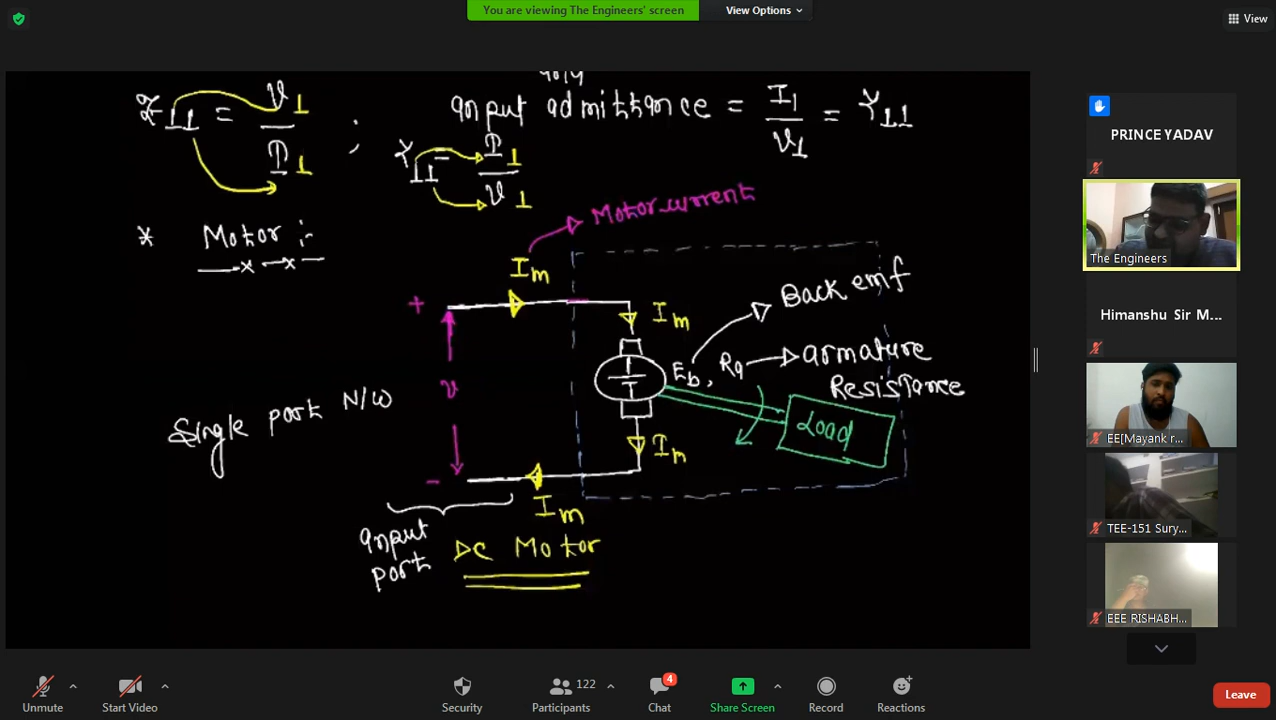 You are viewing The Engineers' screen
View Options
View
Z11 = V1 / I1 ;
Y11 = I1 / V1
input admittance = I1 / V1 = Y11
* Motor :-
Motor current
Im
+
Im
Back emf
Eb, Ra
armature
Resistance
V
Single port N/W
Load
Im
-
Im
input
port
DC Motor
PRINCE YADAV
The Engineers
Himanshu Sir M...
EE[Mayank r...
TEE-151 Sury...
EEE RISHABH...
Unmute
Start Video
Security
122
Participants
4
Chat
Share Screen
Record
Reactions
Leave